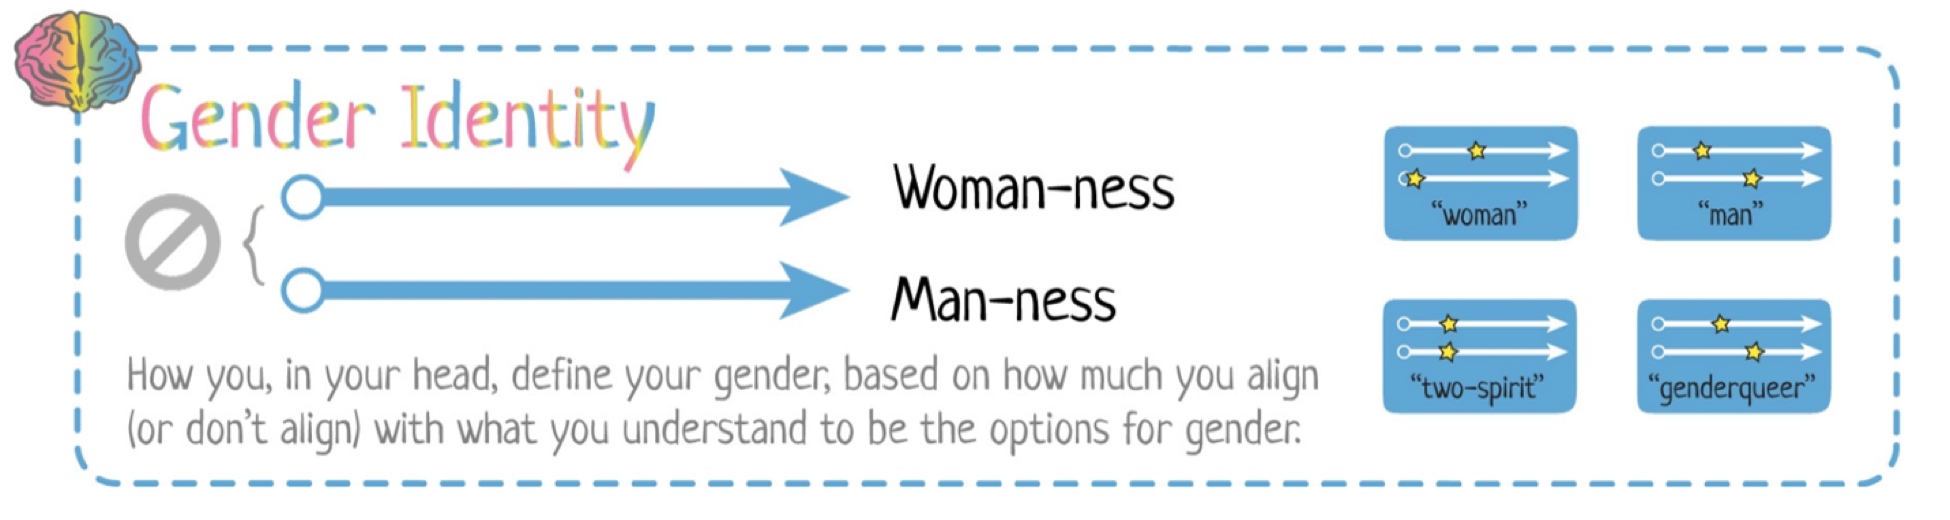 Gender Identity
Woman-ness
Man-ness
How you, in your head, define your gender, based on how much you align
(or don't align) with what you understand to be the options for gender.
"woman"
"man"
"two-spirit"
"genderqueer"